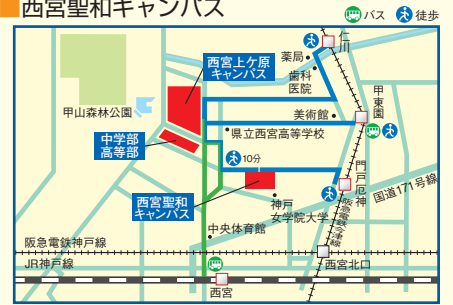 西宮聖和キャンパス
バス 徒歩
仁川
薬局
歯科
医院
西宮上ケ原
キャンパス
甲東園
美術館
甲山森林公園
県立西宮高等学校
中学部
高等部
10分
門戸厄神
国道171号線
西宮聖和
キャンパス
神戸
女学院大学
阪急電鉄今津線
中央体育館
阪急電鉄神戸線
西宮北口
JR神戸線
西宮